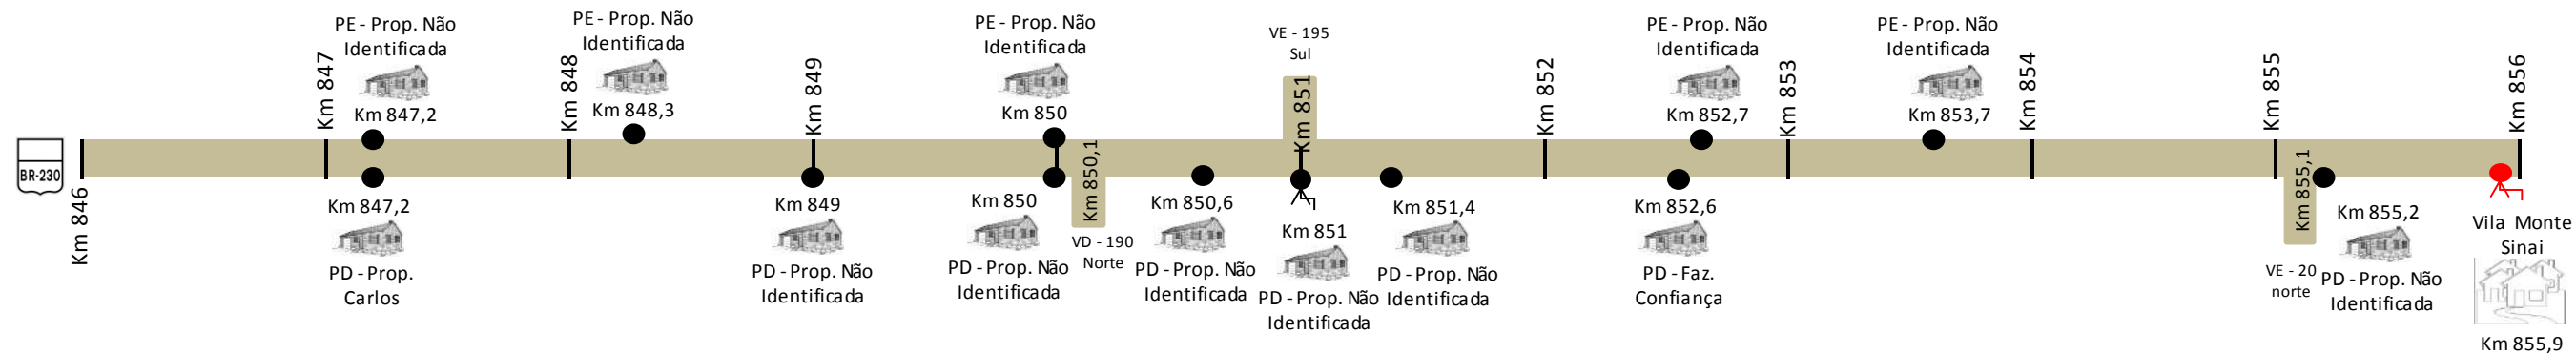 BR-230
Km 846
Km 847
PE - Prop. Não
Identificada
Km 847,2
Km 847,2
PD - Prop.
Carlos
Km 848
PE - Prop. Não
Identificada
Km 848,3
Km 849
Km 849
PD - Prop. Não
Identificada
PE - Prop. Não
Identificada
Km 850
Km 850
PD - Prop. Não
Identificada
Km 850,1
VD - 190
Norte
Km 850,6
PD - Prop. Não
Identificada
VE - 195
Sul
Km 851
Km 851
PD - Prop. Não
Identificada
Km 851,4
PD - Prop. Não
Identificada
Km 852
Km 852,6
PD - Faz.
Confiança
PE - Prop. Não
Identificada
Km 852,7
Km 853
PE - Prop. Não
Identificada
Km 853,7
Km 854
Km 855
Km 855,1
VE - 20
norte
Km 855,2
PD - Prop. Não
Identificada
Km 856
Vila Monte
Sinai
Km 855,9